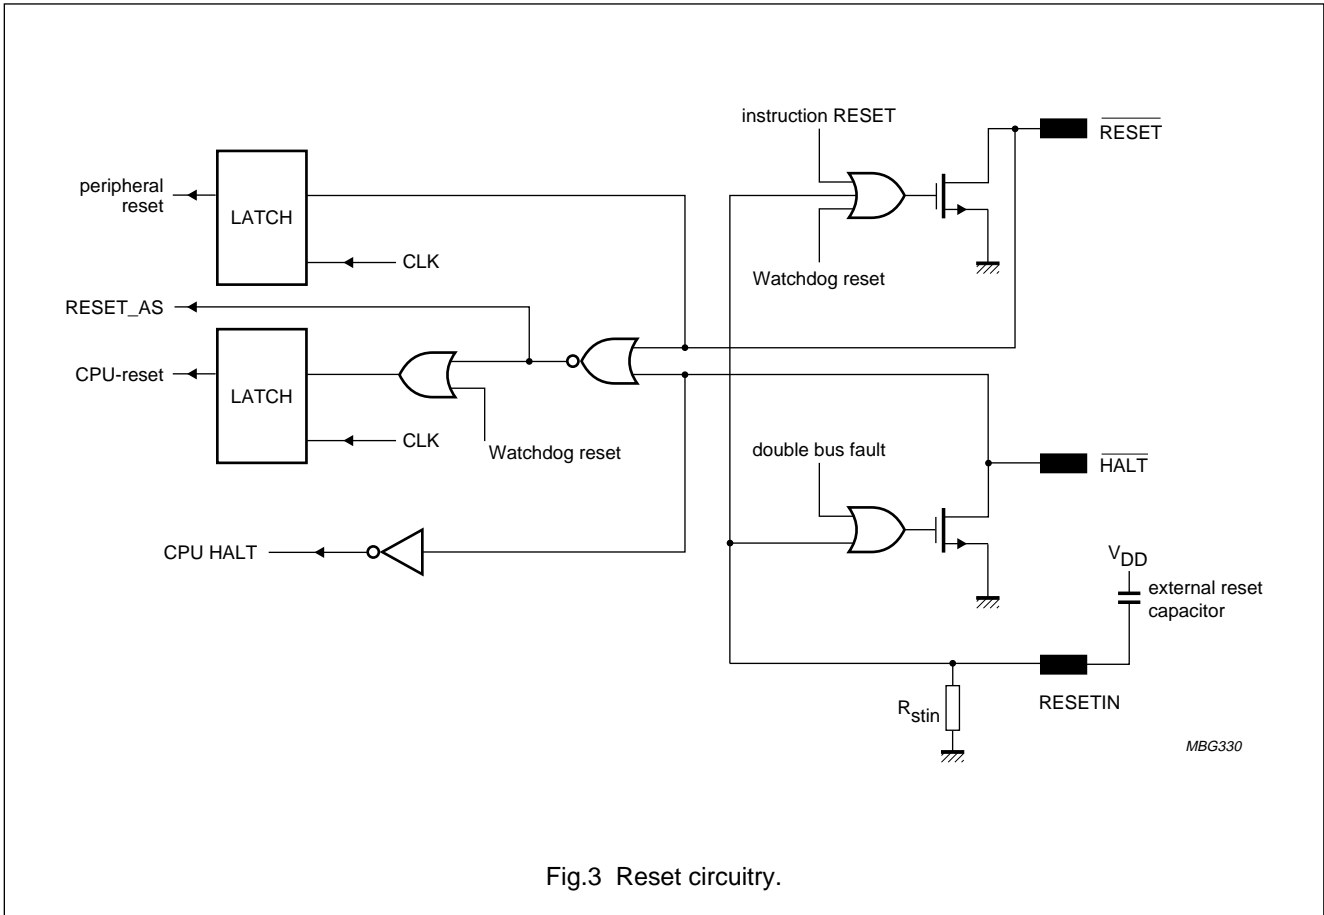 instruction RESET
RESET
peripheral
reset
LATCH
CLK
Watchdog reset
RESET_AS
CPU-reset
LATCH
CLK
Watchdog reset
double bus fault
HALT
CPU HALT
VDD
external reset
capacitor
Rstin
RESETIN
MBG330
Fig.3 Reset circuitry.